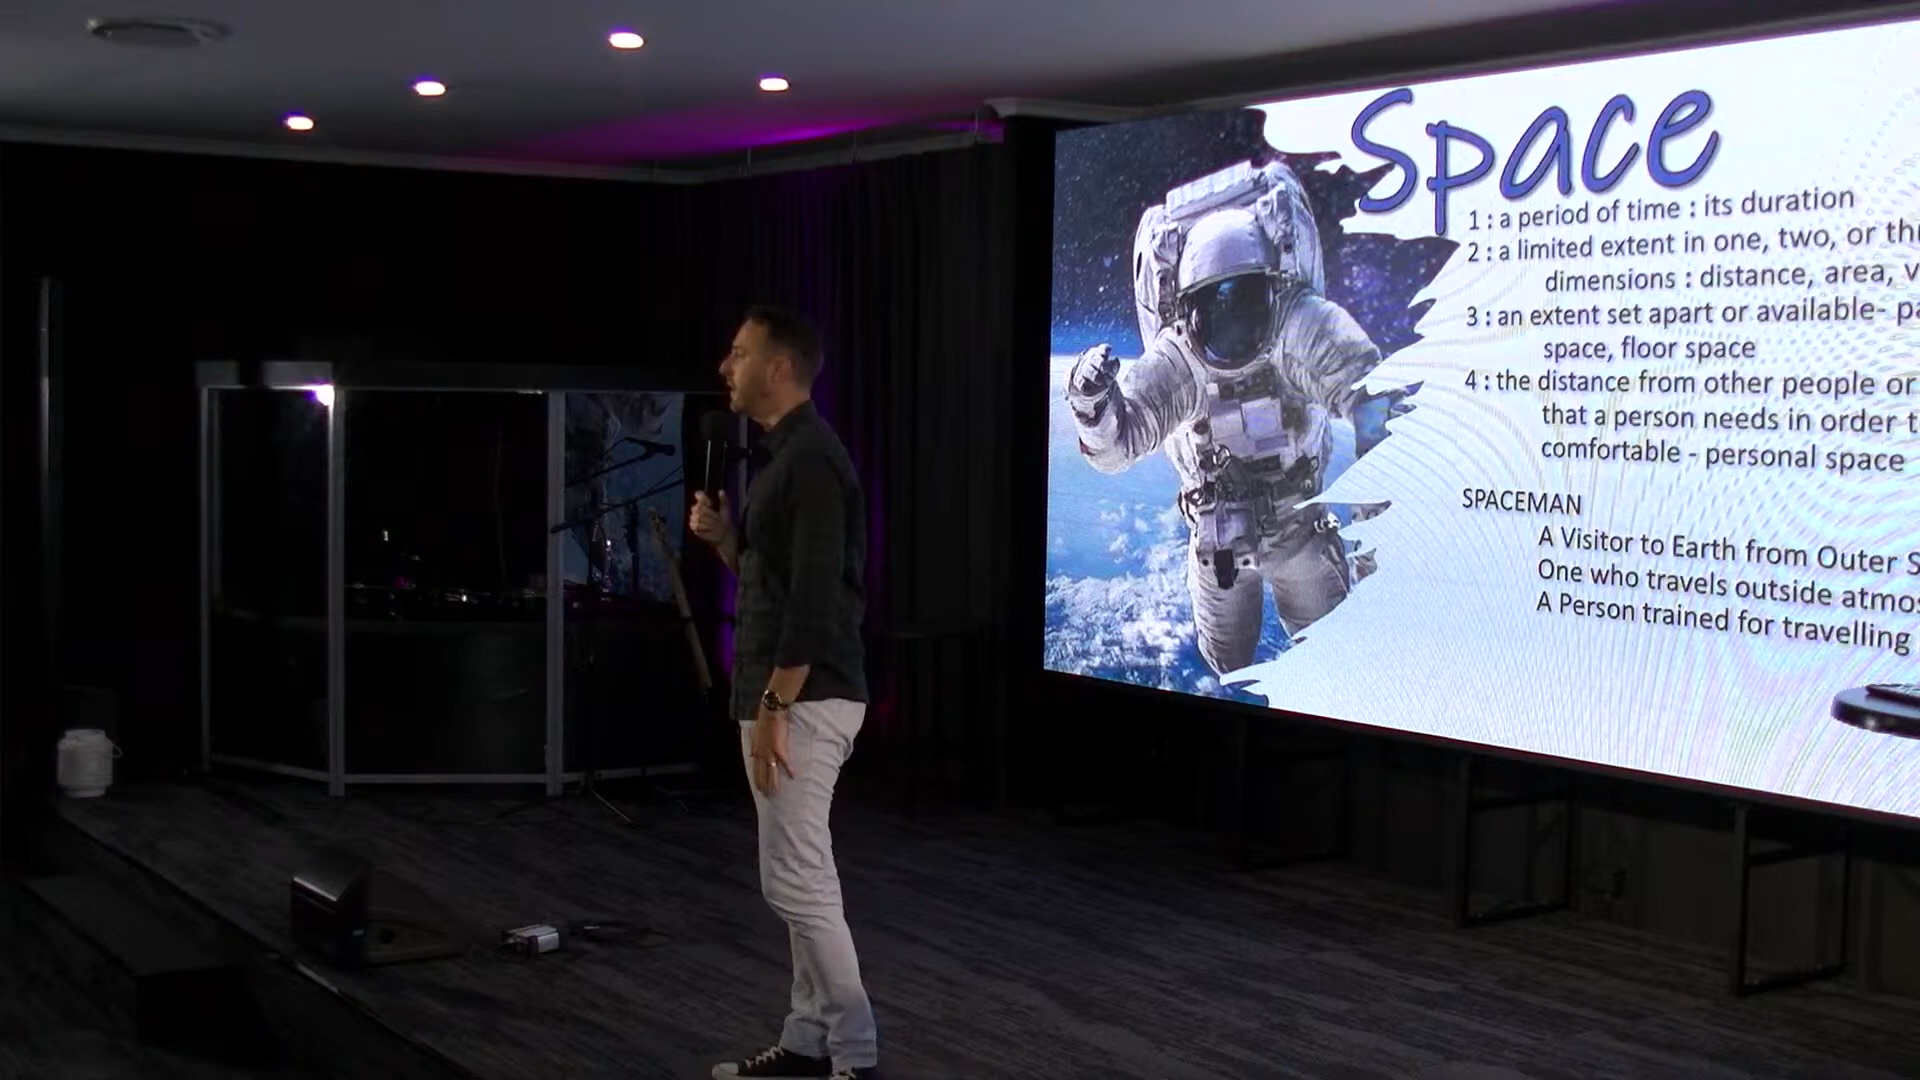 Space
1 : a period of time : its duration
2 : a limited extent in one, two, or
dimensions : distance, area,
3 : an extent set apart or available-
space, floor space
4 : the distance from other people or
that a person needs in order
comfortable - personal space
SPACEMAN
A Visitor to Earth from Outer
One who travels outside
A Person trained for travelling